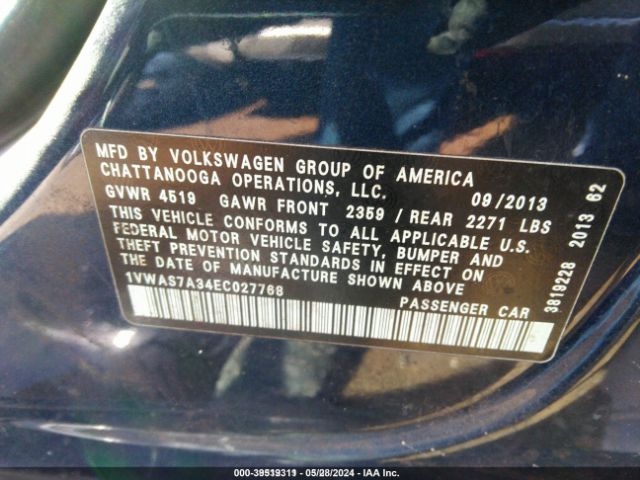 MFD BY VOLKSWAGEN GROUP OF AMERICA
CHATTANOOGA OPERATIONS, LLC.
09/2013
GVWR 4519 GAWR FRONT 2359 / REAR 2271 LBS
THIS VEHICLE CONFORMS TO ALL APPLICABLE U.S.
FEDERAL MOTOR VEHICLE SAFETY, BUMPER AND
THEFT PREVENTION STANDARDS IN EFFECT ON
THE DATE OF MANUFACTURE SHOWN ABOVE
1VWAS7A34EC027768
PASSENGER CAR
3819228 2013 62
000-39519311 - 05/28/2024 - IAA Inc.